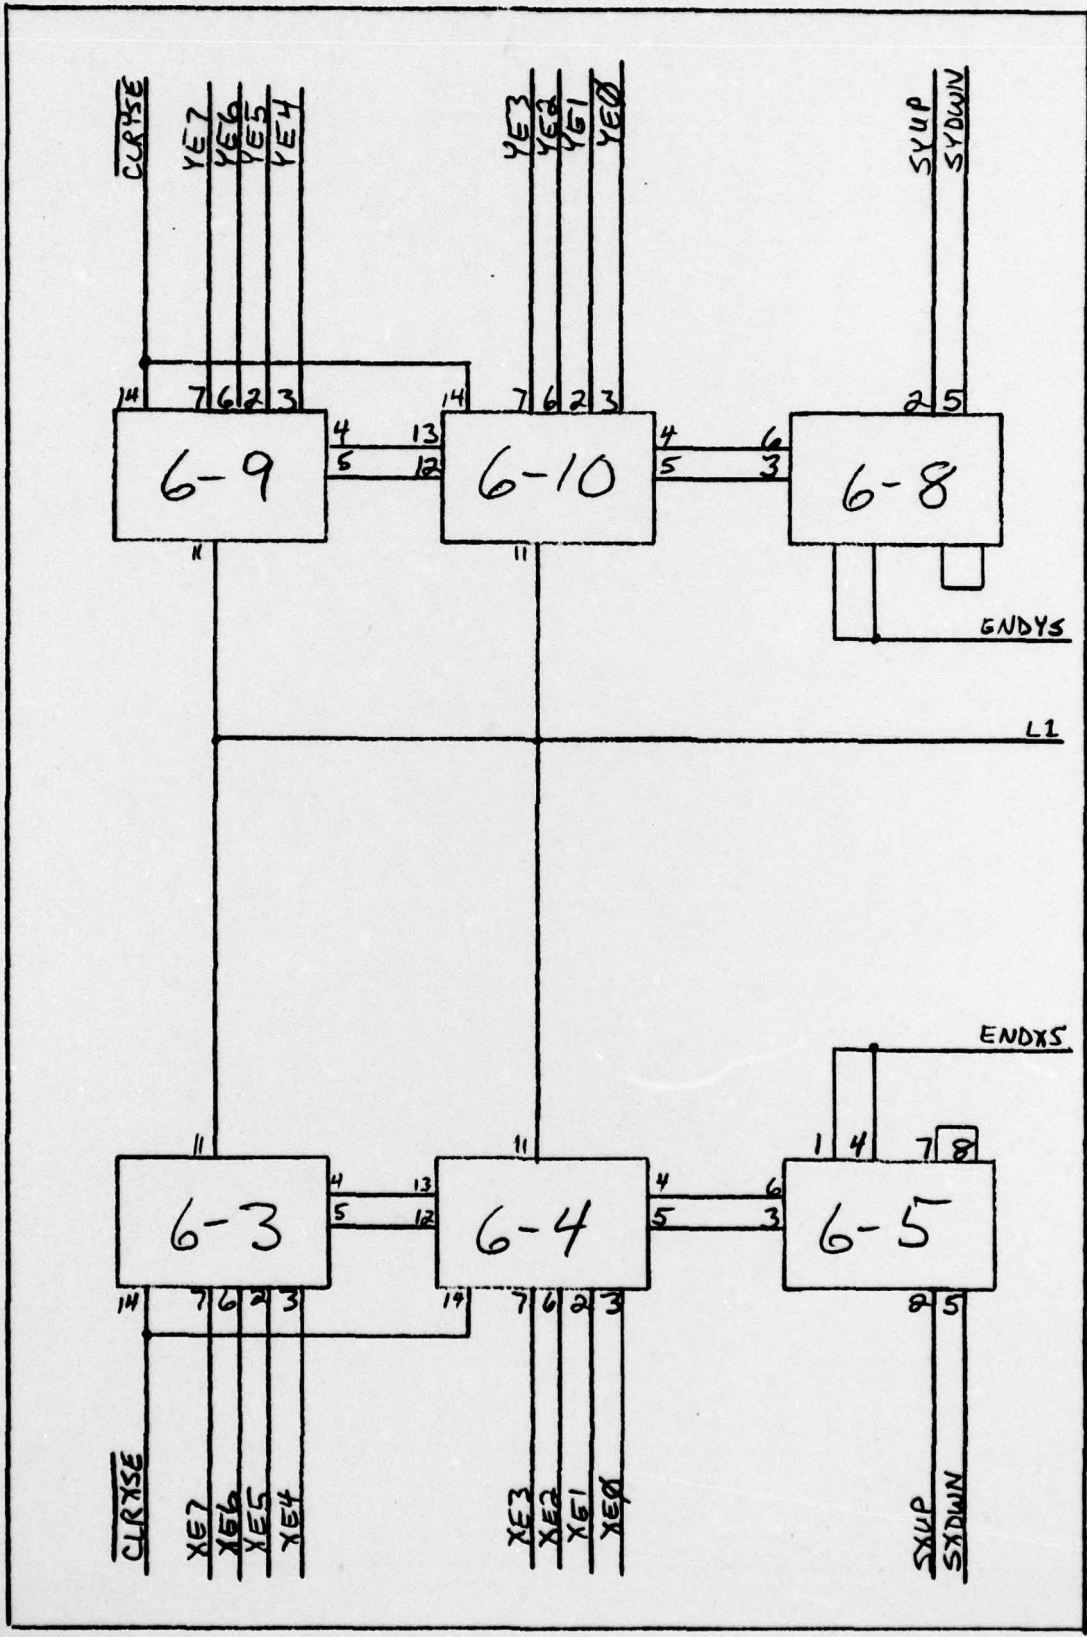 CLRYSE
YE7
YE6
YE5
YE4
YE3
YE2
YE1
YEØ
SYUP
SYDWN
14 7 6 2 3
14 7 6 2 3
2 5
6-9
4 13
5 12
6-10
4 6
5 3
6-8
11
11
ENDYS
L1
ENDXS
11
11
1 4 7 8
6-3
4 13
5 12
6-4
4 6
5 3
6-5
14 7 6 2 3
14 7 6 2 3
2 5
CLRXSE
XE7
XE6
XE5
XE4
XE3
XE2
XE1
XEØ
SXUP
SXDWN